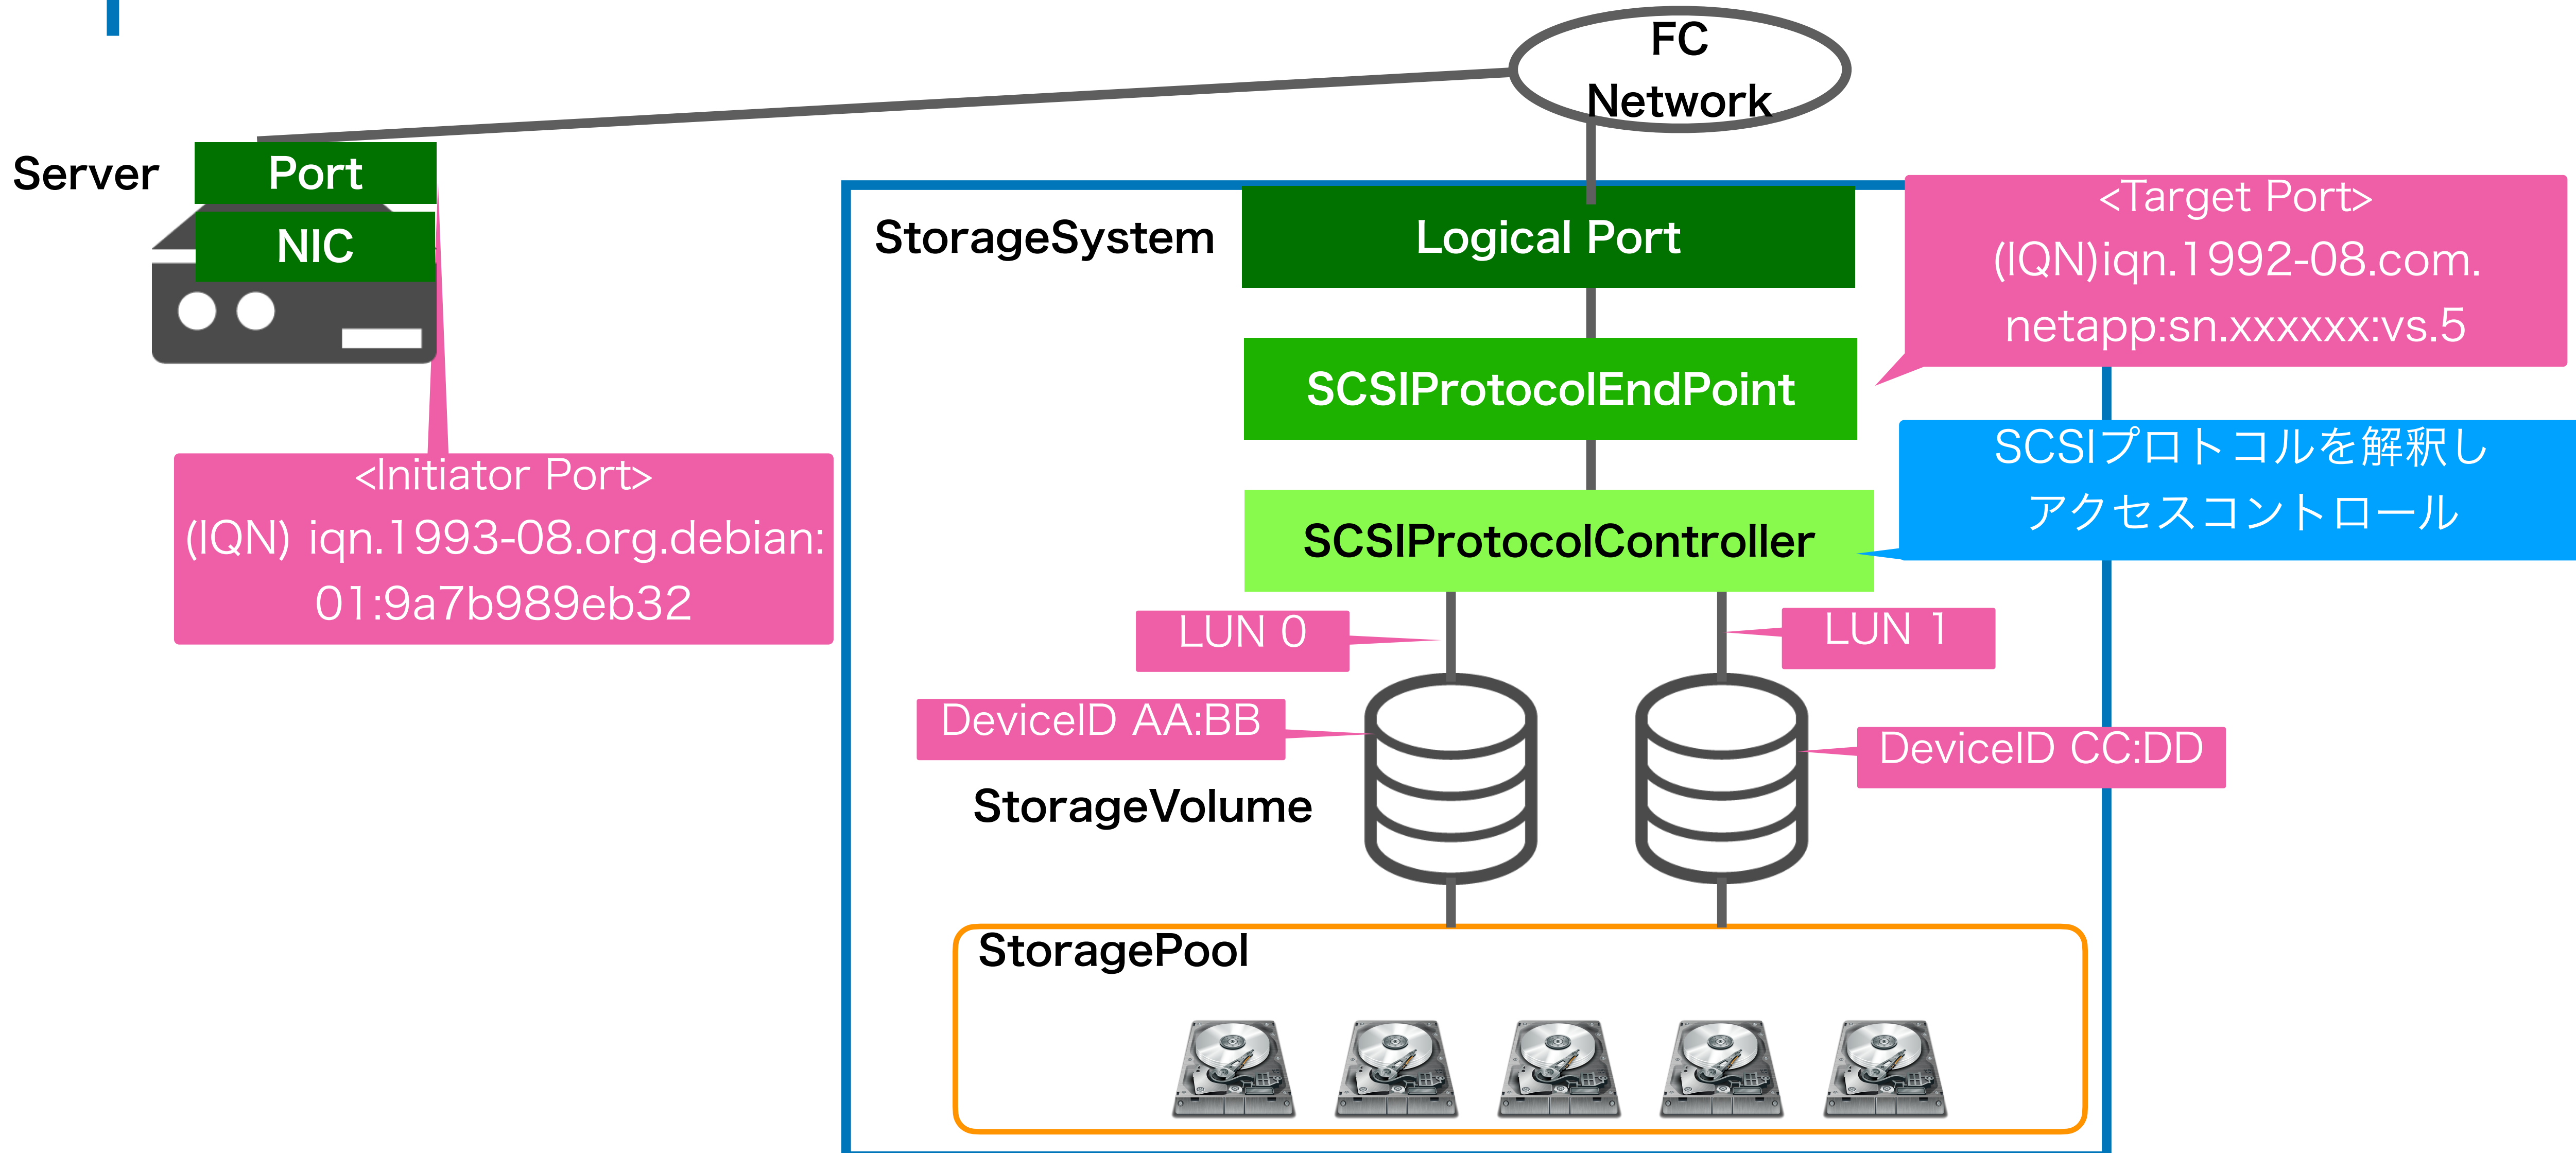 FC
Network
Server
Port
NIC
StorageSystem
Logical Port
<Target Port>
(IQN)iqn.1992-08.com.
netapp:sn.xxxxxx:vs.5
SCSIProtocolEndPoint
SCSIプロトコルを解釈し
アクセスコントロール
<Initiator Port>
(IQN) iqn.1993-08.org.debian:
01:9a7b989eb32
SCSIProtocolController
LUN 0
LUN 1
DeviceID AA:BB
DeviceID CC:DD
StorageVolume
StoragePool